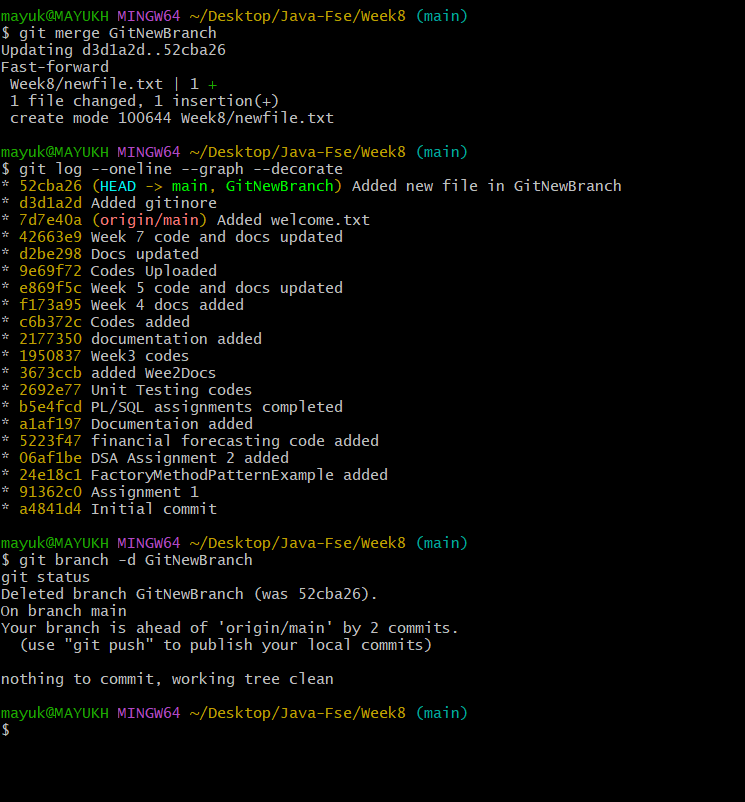 mayuk@MAYUKH MINGW64 ~/Desktop/Java-Fse/Week8 (main)
$ git merge GitNewBranch
Updating d3d1a2d..52cba26
Fast-forward
 Week8/newfile.txt | 1 +
 1 file changed, 1 insertion(+)
 create mode 100644 Week8/newfile.txt

mayuk@MAYUKH MINGW64 ~/Desktop/Java-Fse/Week8 (main)
$ git log --oneline --graph --decorate
* 52cba26 (HEAD -> main, GitNewBranch) Added new file in GitNewBranch
* d3d1a2d Added gitinore
* 7d7e40a (origin/main) Added welcome.txt
* 42663e9 Week 7 code and docs updated
* d2be298 Docs updated
* 9e69f72 Codes Uploaded
* e869f5c Week 5 code and docs updated
* f173a95 Week 4 docs added
* c6b372c Codes added
* 2177350 documentation added
* 1950837 Week3 codes
* 3673ccb added Wee2Docs
* 2692e77 Unit Testing codes
* b5e4fcd PL/SQL assignments completed
* a1af197 Documentaion added
* 5223f47 financial forecasting code added
* 06af1be DSA Assignment 2 added
* 24e18c1 FactoryMethodPatternExample added
* 91362c0 Assignment 1
* a4841d4 Initial commit

mayuk@MAYUKH MINGW64 ~/Desktop/Java-Fse/Week8 (main)
$ git branch -d GitNewBranch
git status
Deleted branch GitNewBranch (was 52cba26).
On branch main
Your branch is ahead of 'origin/main' by 2 commits.
  (use "git push" to publish your local commits)

nothing to commit, working tree clean

mayuk@MAYUKH MINGW64 ~/Desktop/Java-Fse/Week8 (main)
$